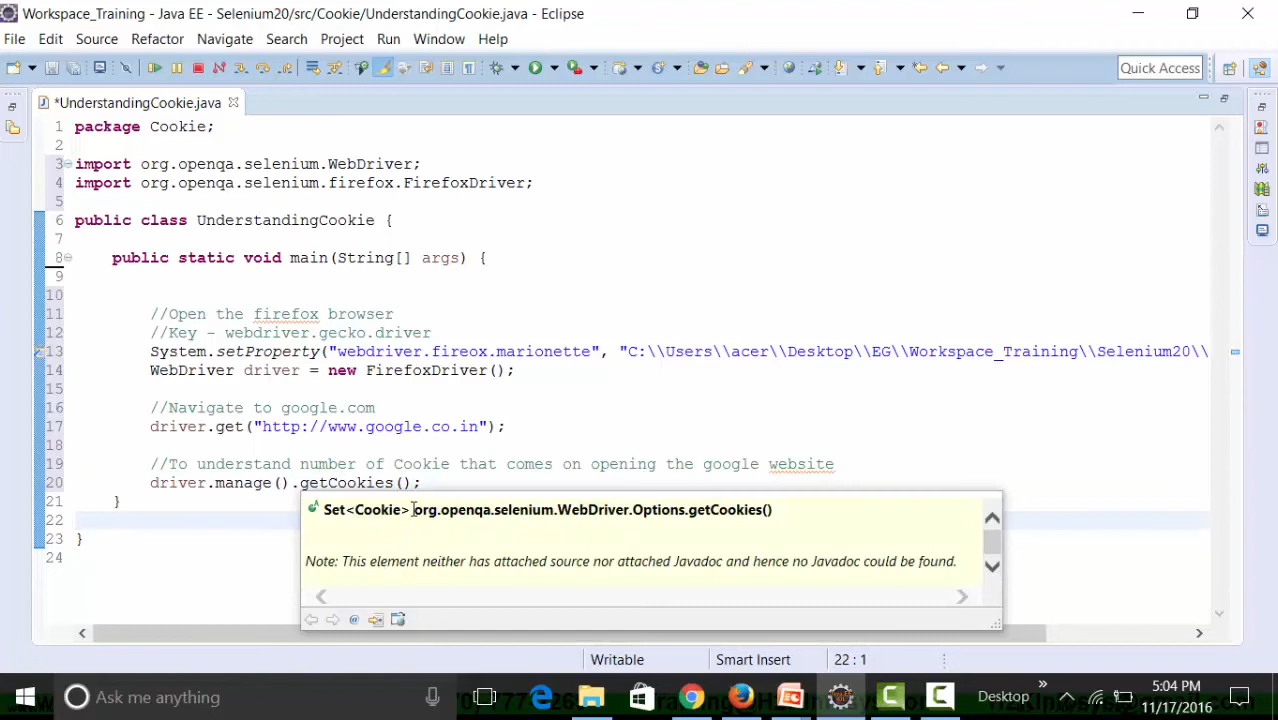 Workspace_Training - Java EE - Selenium20/src/Cookie/UnderstandingCookie.java - Eclipse
File Edit Source Refactor Navigate Search Project Run Window Help
Quick Access
*UnderstandingCookie.java
1 package Cookie;
2
3 import org.openqa.selenium.WebDriver;
4 import org.openqa.selenium.firefox.FirefoxDriver;
5
6 public class UnderstandingCookie {
7
8 public static void main(String[] args) {
9
10
11 //Open the firefox browser
12 //Key - webdriver.gecko.driver
13 System.setProperty("webdriver.fireox.marionette", "C:\\Users\\acer\\Desktop\\EG\\Workspace_Training\\Selenium20\\
14 WebDriver driver = new FirefoxDriver();
15
16 //Navigate to google.com
17 driver.get("http://www.google.co.in");
18
19 //To understand number of Cookie that comes on opening the google website
20 driver.manage().getCookies();
21 }
22
23 }
24
Set<Cookie> org.openqa.selenium.WebDriver.Options.getCookies()
Note: This element neither has attached source nor attached Javadoc and hence no Javadoc could be found.
Writable Smart Insert 22 : 1
Ask me anything
Desktop
5:04 PM
11/17/2016